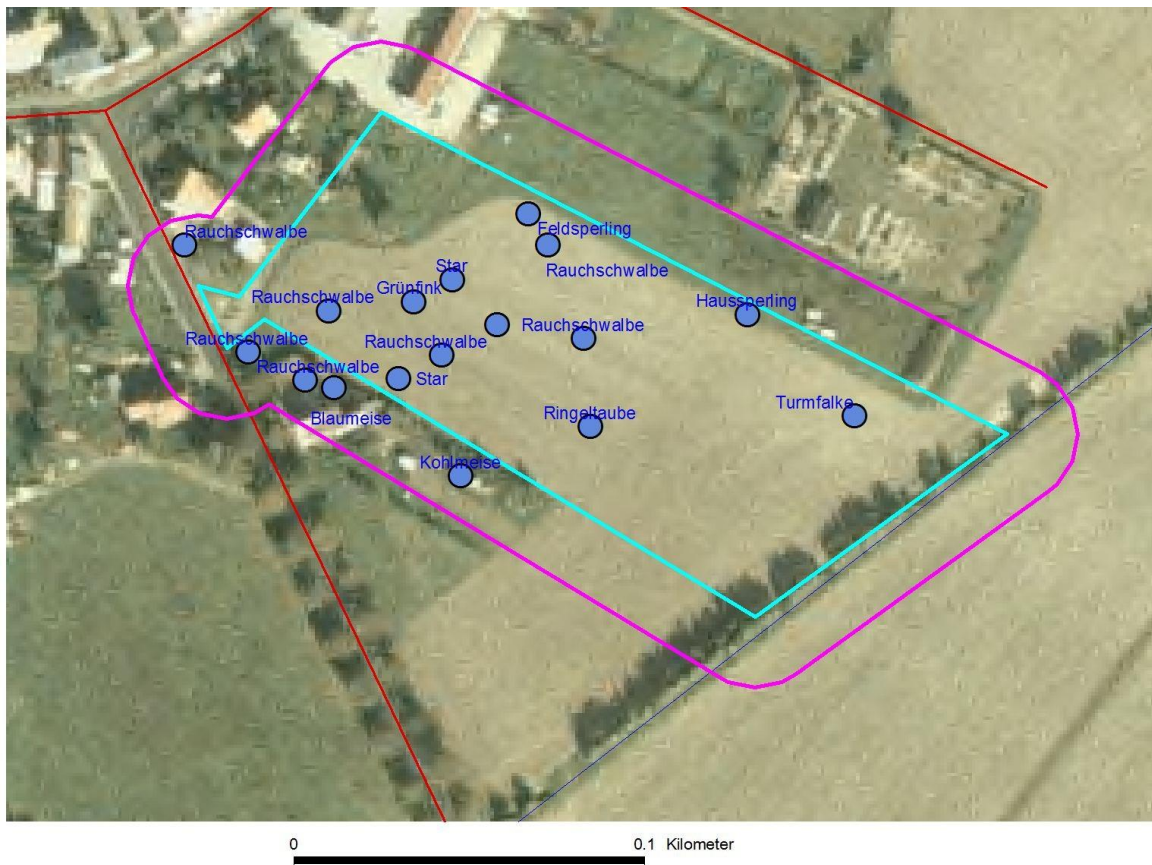 Rauchschwalbe
Feldsperling
Rauchschwalbe
Star
Grünfink
Rauchschwalbe
Haussperling
Rauchschwalbe
Rauchschwalbe
Rauchschwalbe
Rauchschwalbe
Star
Blaumeise
Turmfalke
Ringeltaube
Kohlmeise
0 0.1 Kilometer